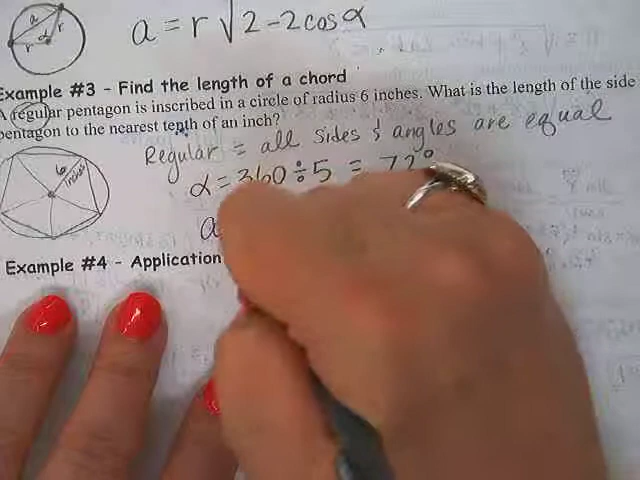 a
r α r
a = r √2 - 2cosα
Example #3 - Find the length of a chord
A regular pentagon is inscribed in a circle of radius 6 inches. What is the length of the side
pentagon to the nearest tenth of an inch?
Regular = all sides & angles are equal
6
inches
α = 360 ÷ 5 = 72°
a
Example #4 - Application